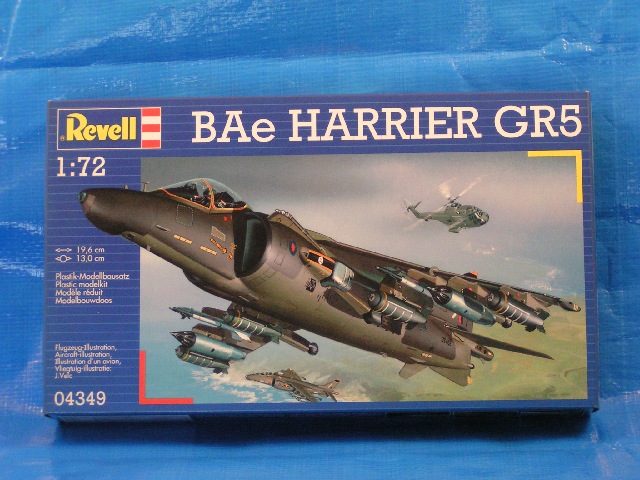 Revell
BAe HARRIER GR5
1:72
19,6 cm
13,0 cm
Plastik-Modellbausatz
Plastic modelkit
Modèle réduit
Modelbouwdoos
Flugzeug-Illustration,
Aircraft-illustration,
Illustration d'un avion,
Vliegtuig-illustratie:
J. Velc
04349